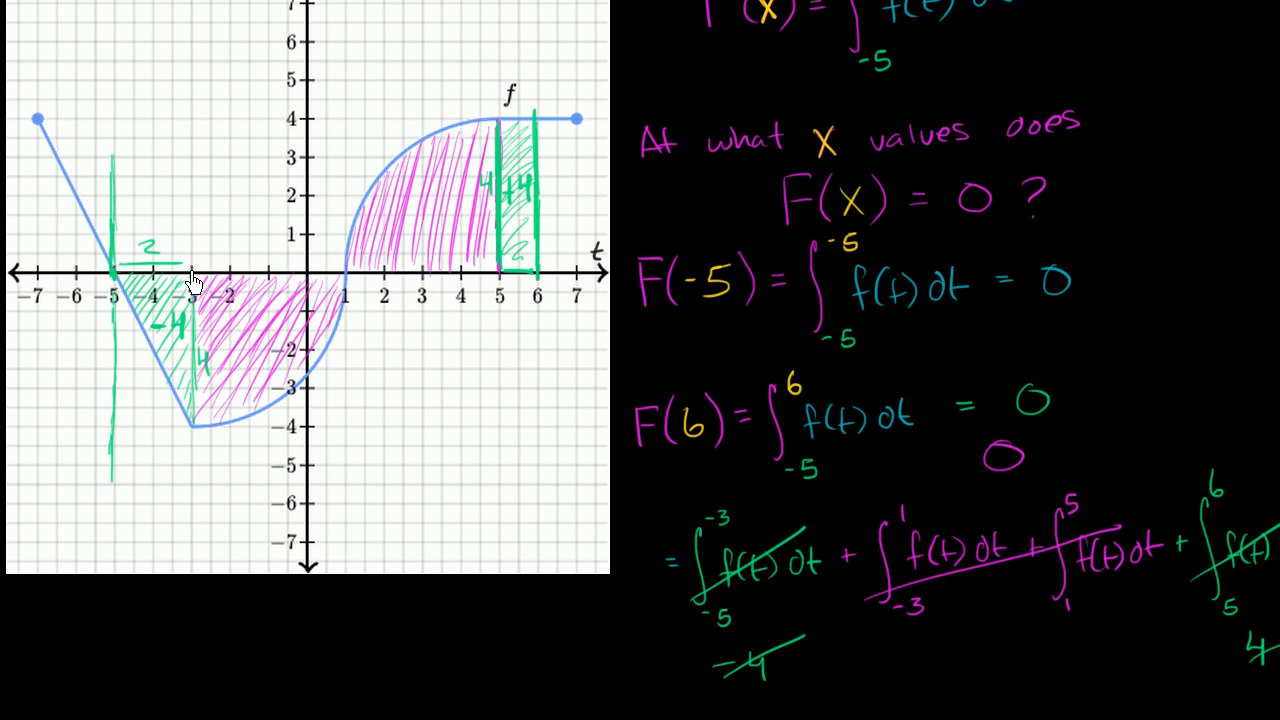 F(x) = ∫ f(t) dt
-5
At what x values does
F(x) = 0 ?
F(-5) = ∫_{-5}^{-5} f(t) dt = 0
F(6) = ∫_{-5}^{6} f(t) dt = 0
0
= ∫_{-5}^{-3} f(t) dt + ∫_{-3}^{1} f(t) dt + ∫_{1}^{5} f(t) dt + ∫_{5}^{6} f(t)
-4 4
7
6
5
f
4
3
4 +4
2
2
1
t
2
-7 -6 -5 -4 -3 -2 1 2 3 4 5 6 7
-4
-2
4
-3
-4
-5
-6
-7